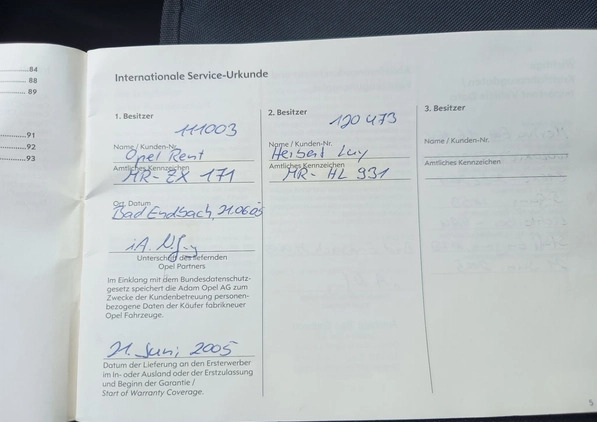 84
88
89
91
92
93
Internationale Service-Urkunde
1. Besitzer
111003
Name / Kunden-Nr.
Opel Rent
Amtliches Kennzeichen
MR-ZX 171
Ort, Datum
Bad Endbach, 21.06.05
i.A.
Unterschrift des liefernden
Opel Partners
Im Einklang mit dem Bundesdatenschutz-
gesetz speichert die Adam Opel AG zum
Zwecke der Kundenbetreuung personen-
bezogene Daten der Käufer fabrikneuer
Opel Fahrzeuge.
21. Juni 2005
Datum der Lieferung an den Ersterwerber
im In- oder Ausland oder der Erstzulassung
und Beginn der Garantie /
Start of Warranty Coverage.
2. Besitzer
120473
Name / Kunden-Nr.
Herbert Luy
Amtliches Kennzeichen
MR-HL 931
3. Besitzer
Name / Kunden-Nr.
Amtliches Kennzeichen
5